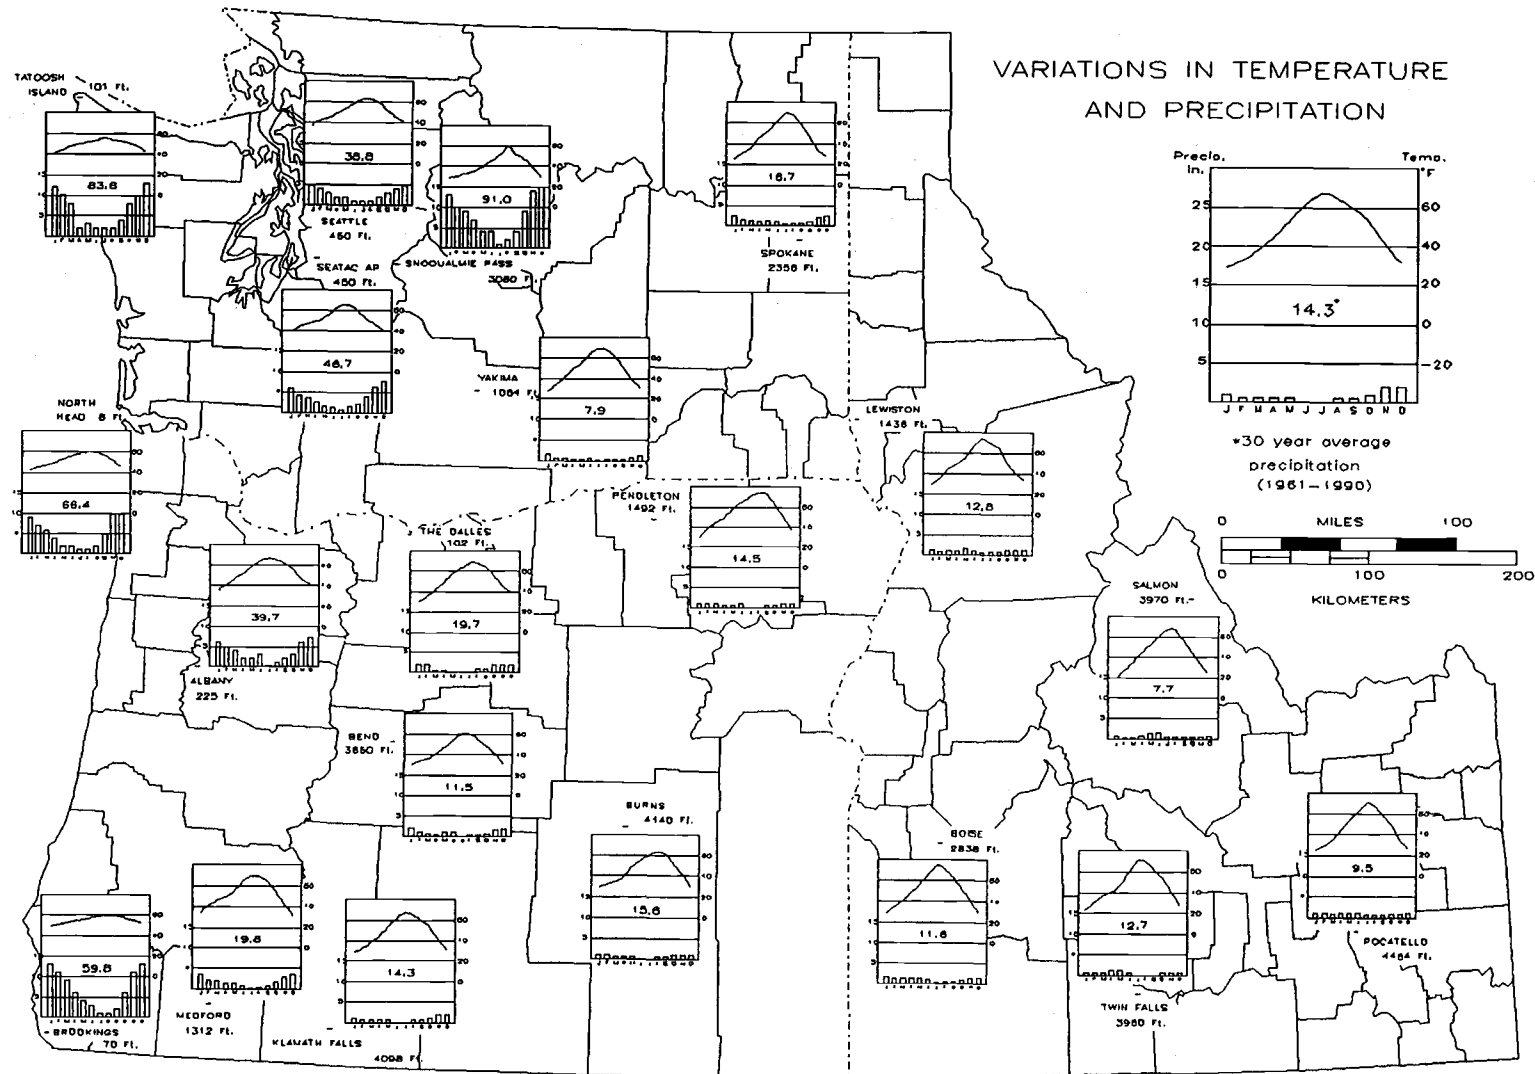 VARIATIONS IN TEMPERATURE
AND PRECIPITATION
TATOOSH
ISLAND
101 Ft.
83.8
38.8
SEATTLE
450 Ft.
91.0
SNOQUALMIE PASS
3080 Ft.
SEATAC AP
450 Ft.
48.7
16.7
SPOKANE
2356 Ft.
YAKIMA
1064 Ft.
7.9
NORTH
HEAD 8 Ft.
66.4
LEWISTON
1436 Ft.
12.8
PENDLETON
1492 Ft.
14.5
THE DALLES
102 Ft.
19.7
39.7
ALBANY
225 Ft.
BEND
3650 Ft.
11.5
SALMON
3970 Ft.
7.7
BURNS
4140 Ft.
15.6
BOISE
2838 Ft.
11.6
12.7
TWIN FALLS
3960 Ft.
9.5
POCATELLO
4454 Ft.
59.8
BROOKINGS
70 Ft.
19.8
MEDFORD
1312 Ft.
14.3
KLAMATH FALLS
4098 Ft.
Precip.
In.
Temp.
°F
25
60
20
40
15
20
14.3*
10
0
5
-20
J F M A M J J A S O N D
*30 year average
precipitation
(1961-1990)
0 MILES 100
0 100 200
KILOMETERS